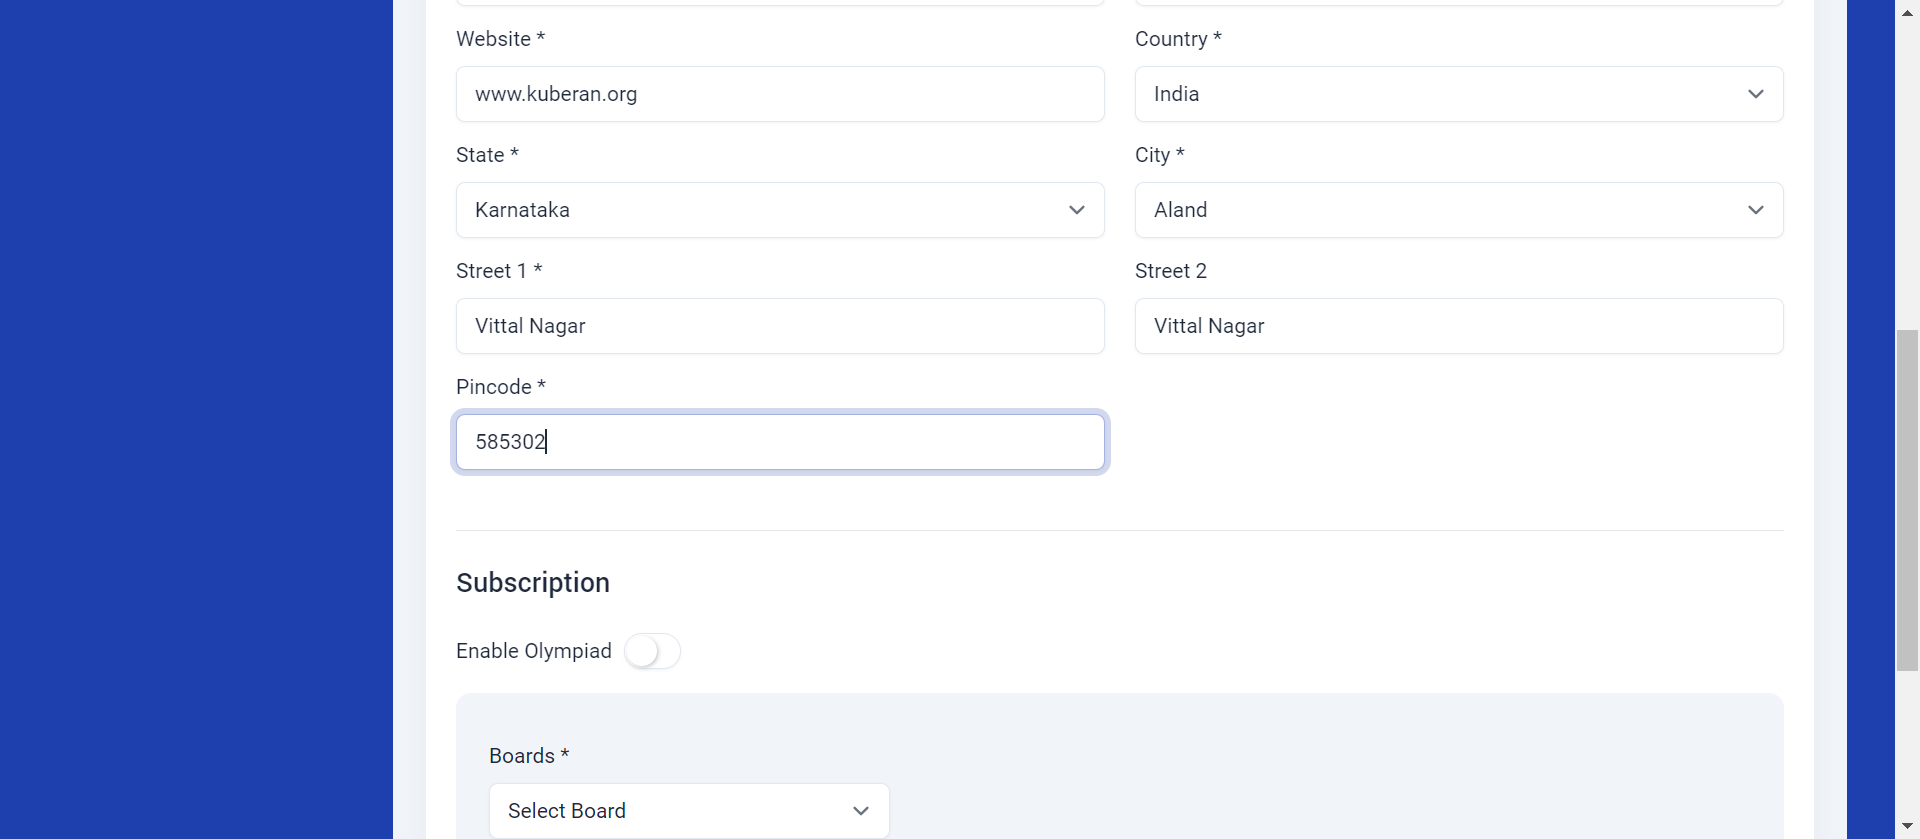 Website *
Country *
www.kuberan.org
India
State *
City *
Karnataka
Aland
Street 1 *
Street 2
Vittal Nagar
Vittal Nagar
Pincode *
585302
Subscription
Enable Olympiad
Boards *
Select Board